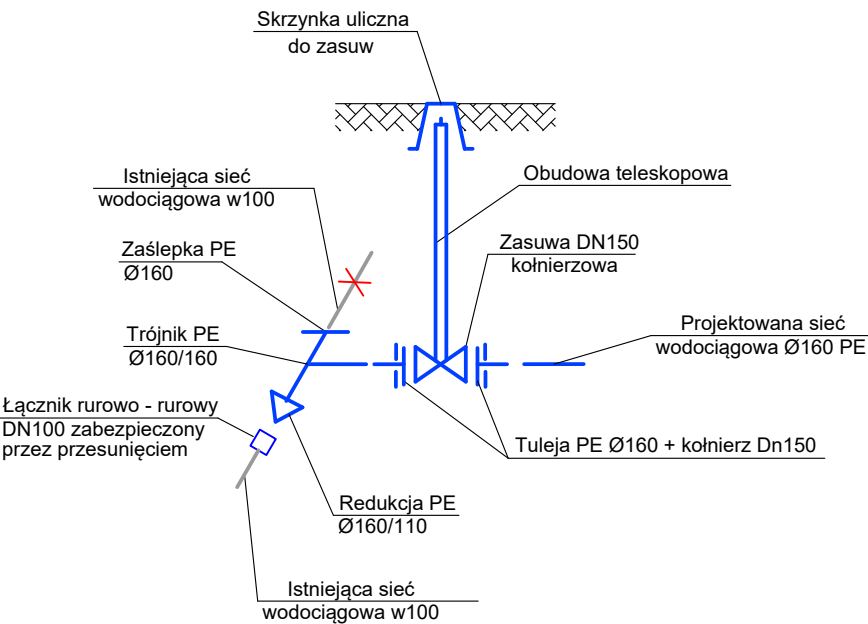 Skrzynka uliczna
do zasuw
Istniejąca sieć
wodociągowa w100
Obudowa teleskopowa
Zaślepka PE
Ø160
Zasuwa DN150
kołnierzowa
Trójnik PE
Ø160/160
Projektowana sieć
wodociągowa Ø160 PE
Łącznik rurowo - rurowy
DN100 zabezpieczony
przez przesunięciem
Tuleja PE Ø160 + kołnierz Dn150
Redukcja PE
Ø160/110
Istniejąca sieć
wodociągowa w100